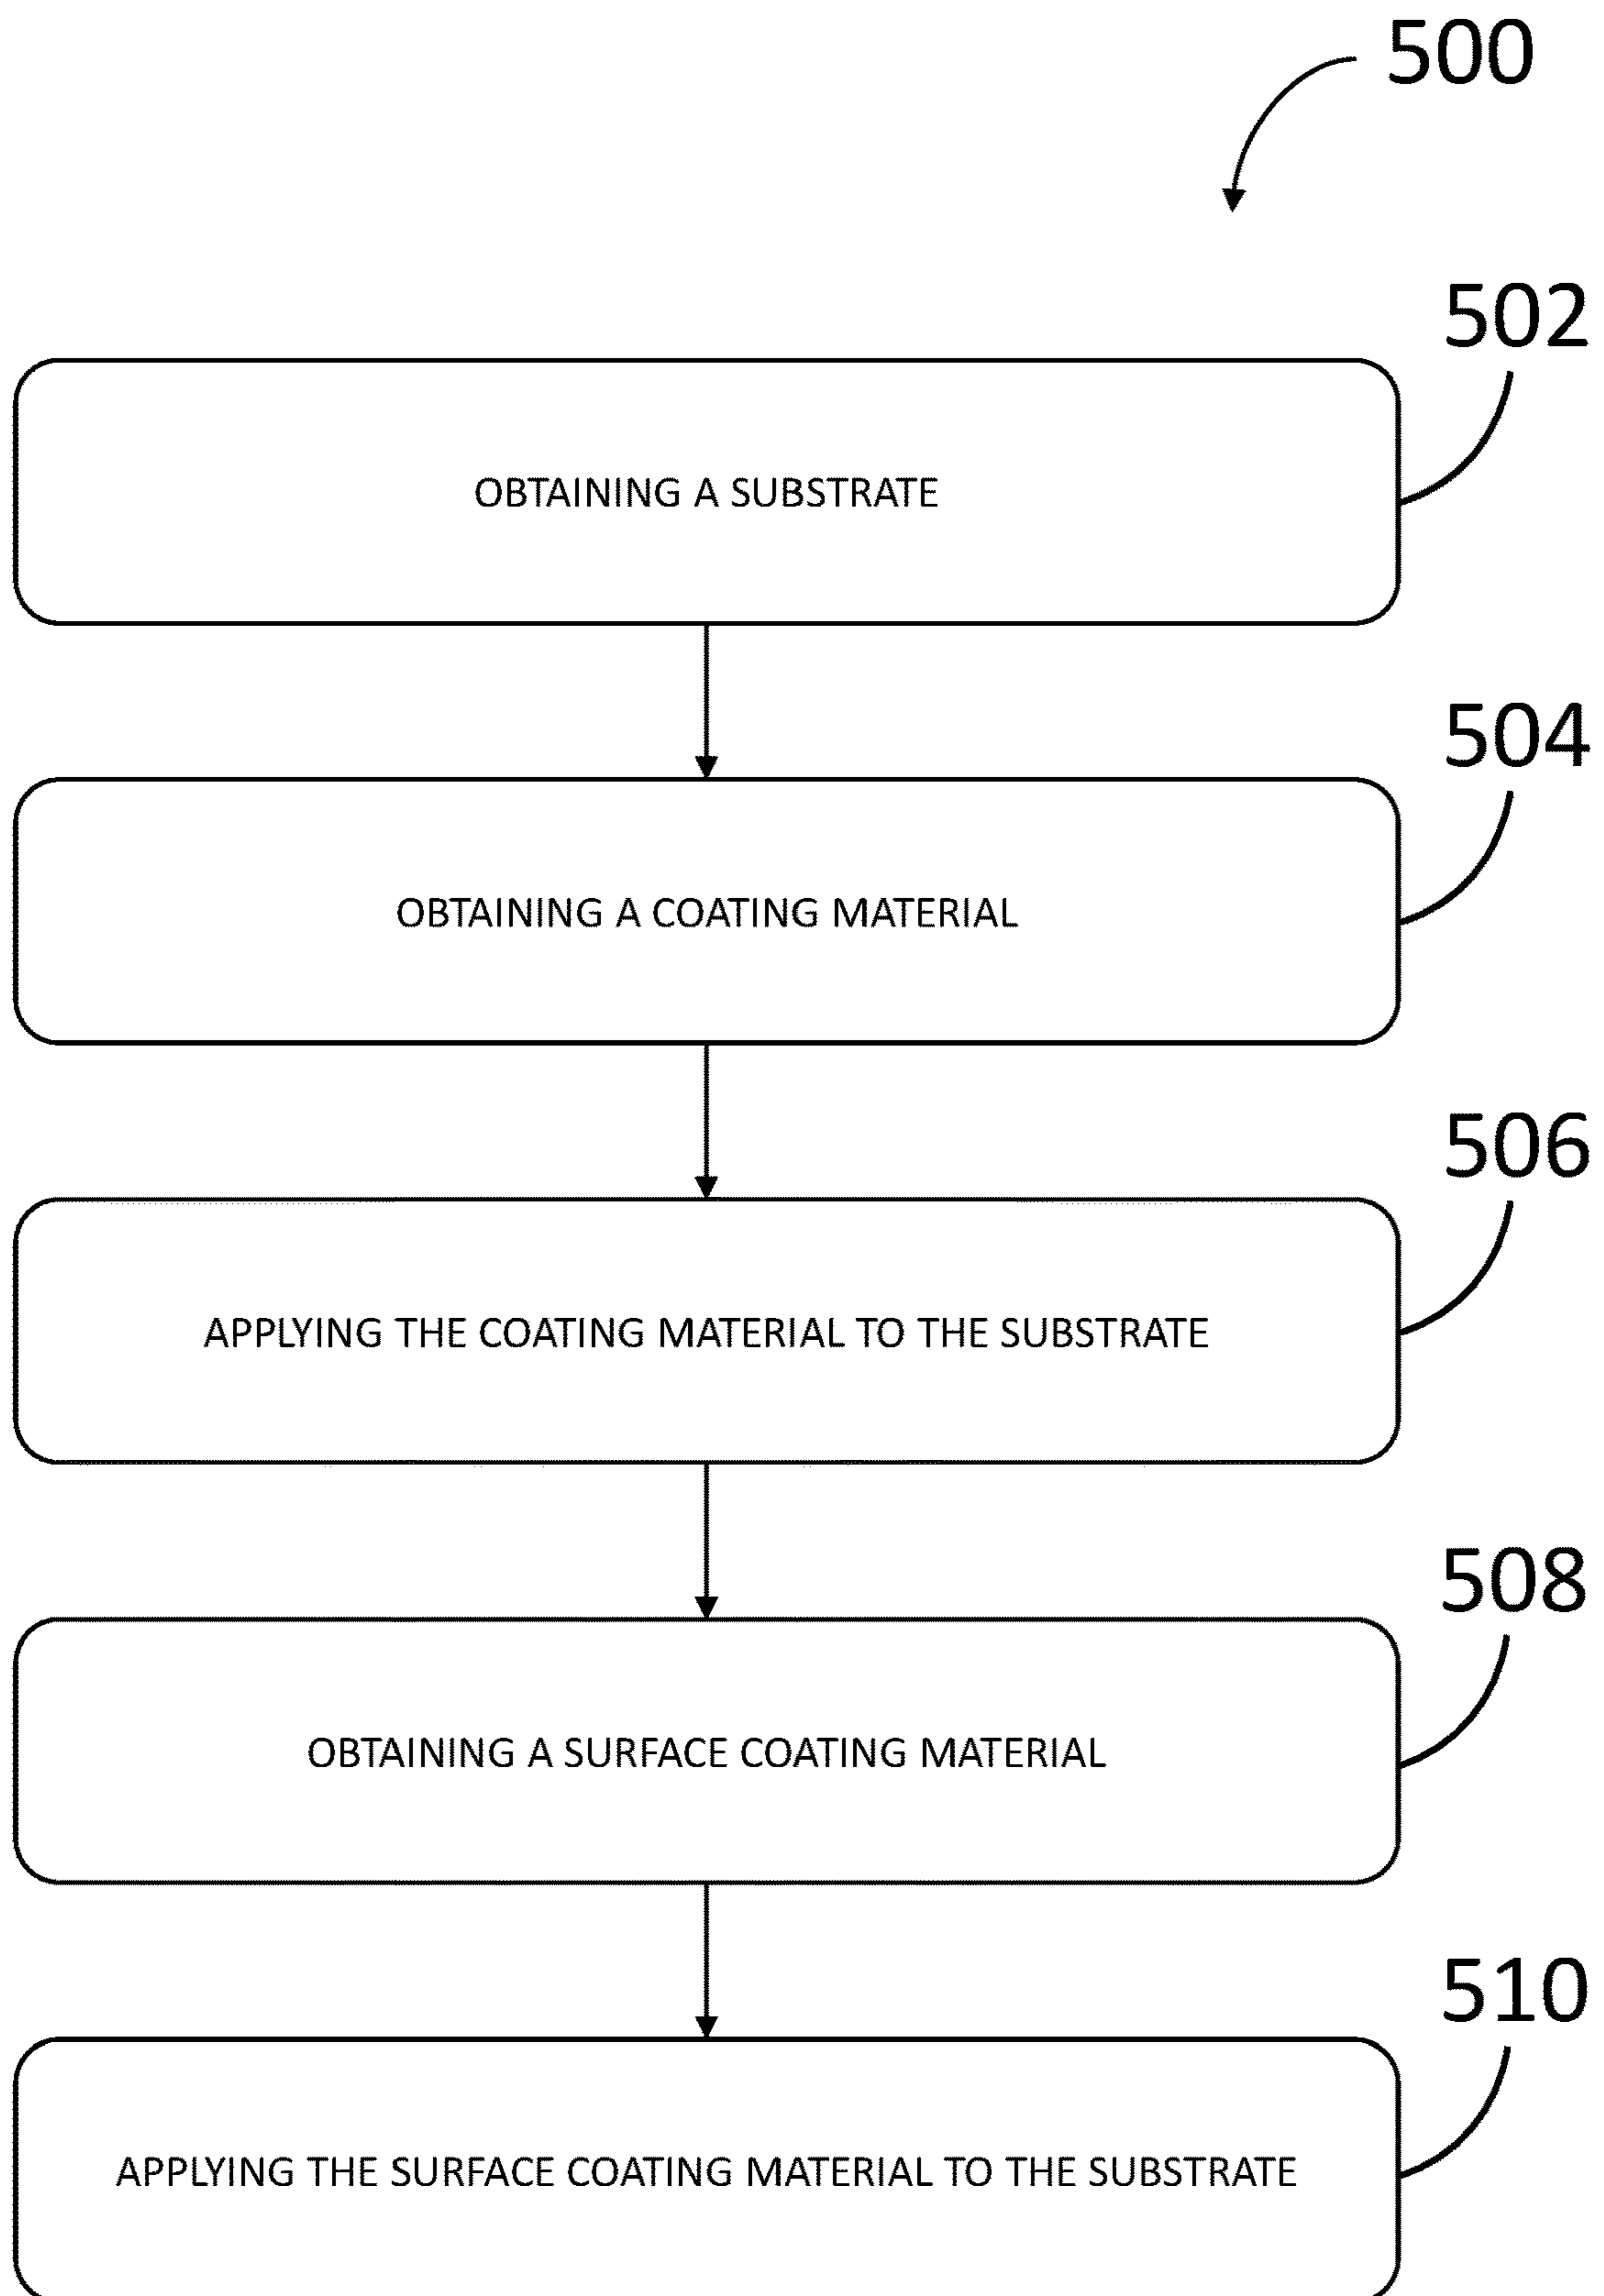 500
502
OBTAINING A SUBSTRATE
504
OBTAINING A COATING MATERIAL
506
APPLYING THE COATING MATERIAL TO THE SUBSTRATE
508
OBTAINING A SURFACE COATING MATERIAL
510
APPLYING THE SURFACE COATING MATERIAL TO THE SUBSTRATE